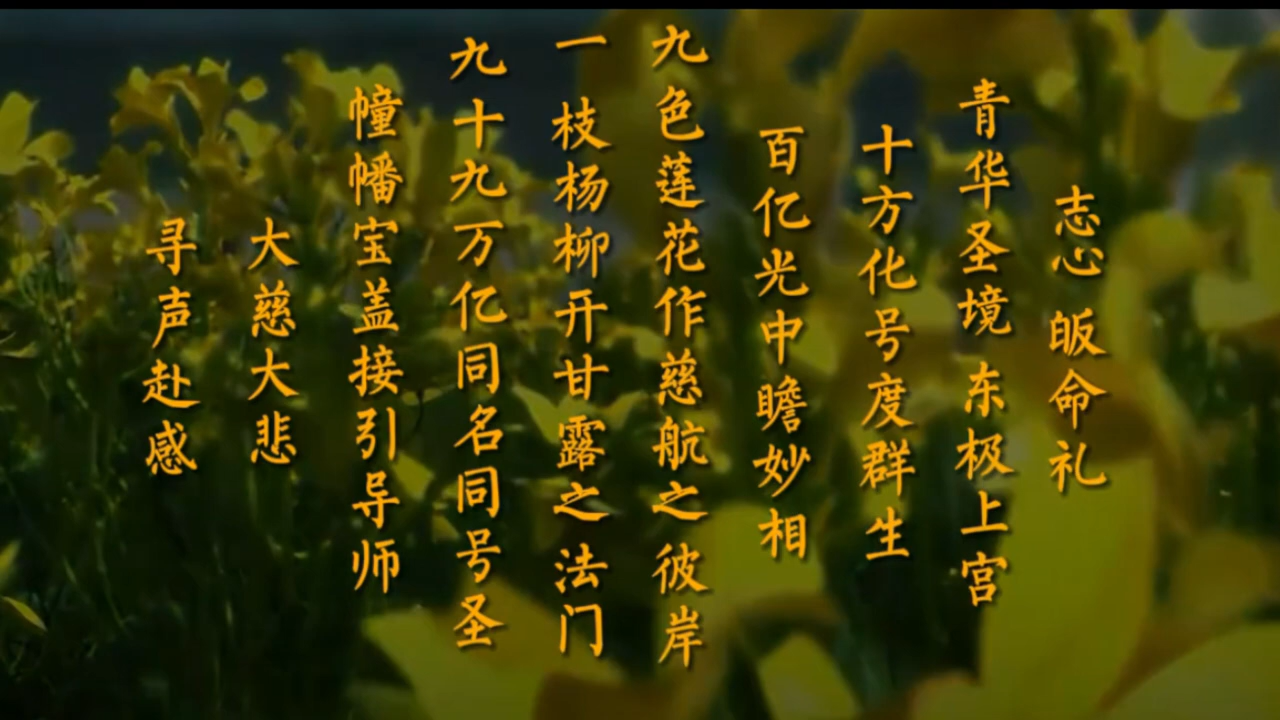 志心皈命礼
青华圣境东极上宫
十方化号度群生
百亿光中瞻妙相
九色莲花作慈航之彼岸
一枝杨柳开甘露之法门
九十九万亿同名同号圣
幢幡宝盖接引导师
大慈大悲
寻声赴感